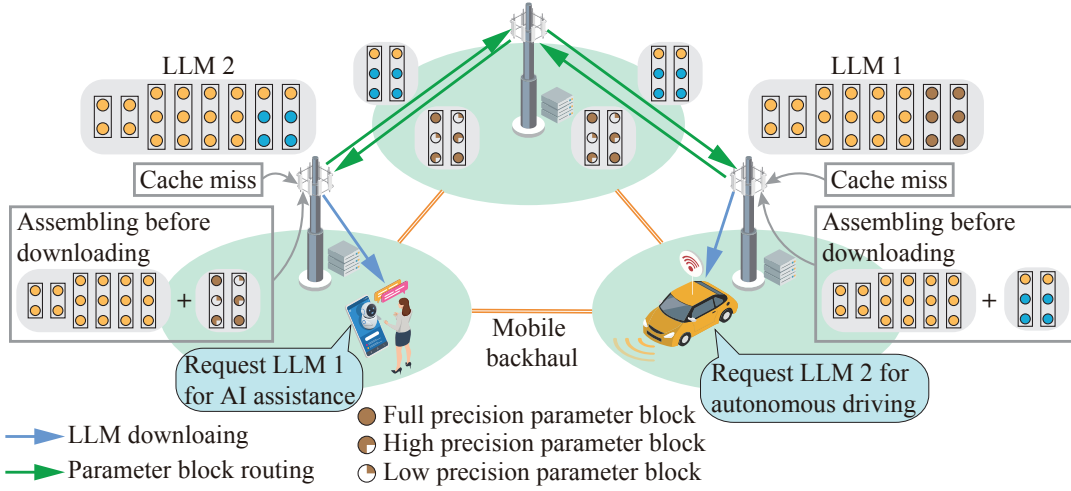 LLM 2
LLM 1
Cache miss
Cache miss
Assembling before
downloading
+
Assembling before
downloading
+
Mobile
backhaul
Request LLM 1
for AI assistance
Request LLM 2 for
autonomous driving
Full precision parameter block
LLM downloaing
High precision parameter block
Parameter block routing
Low precision parameter block